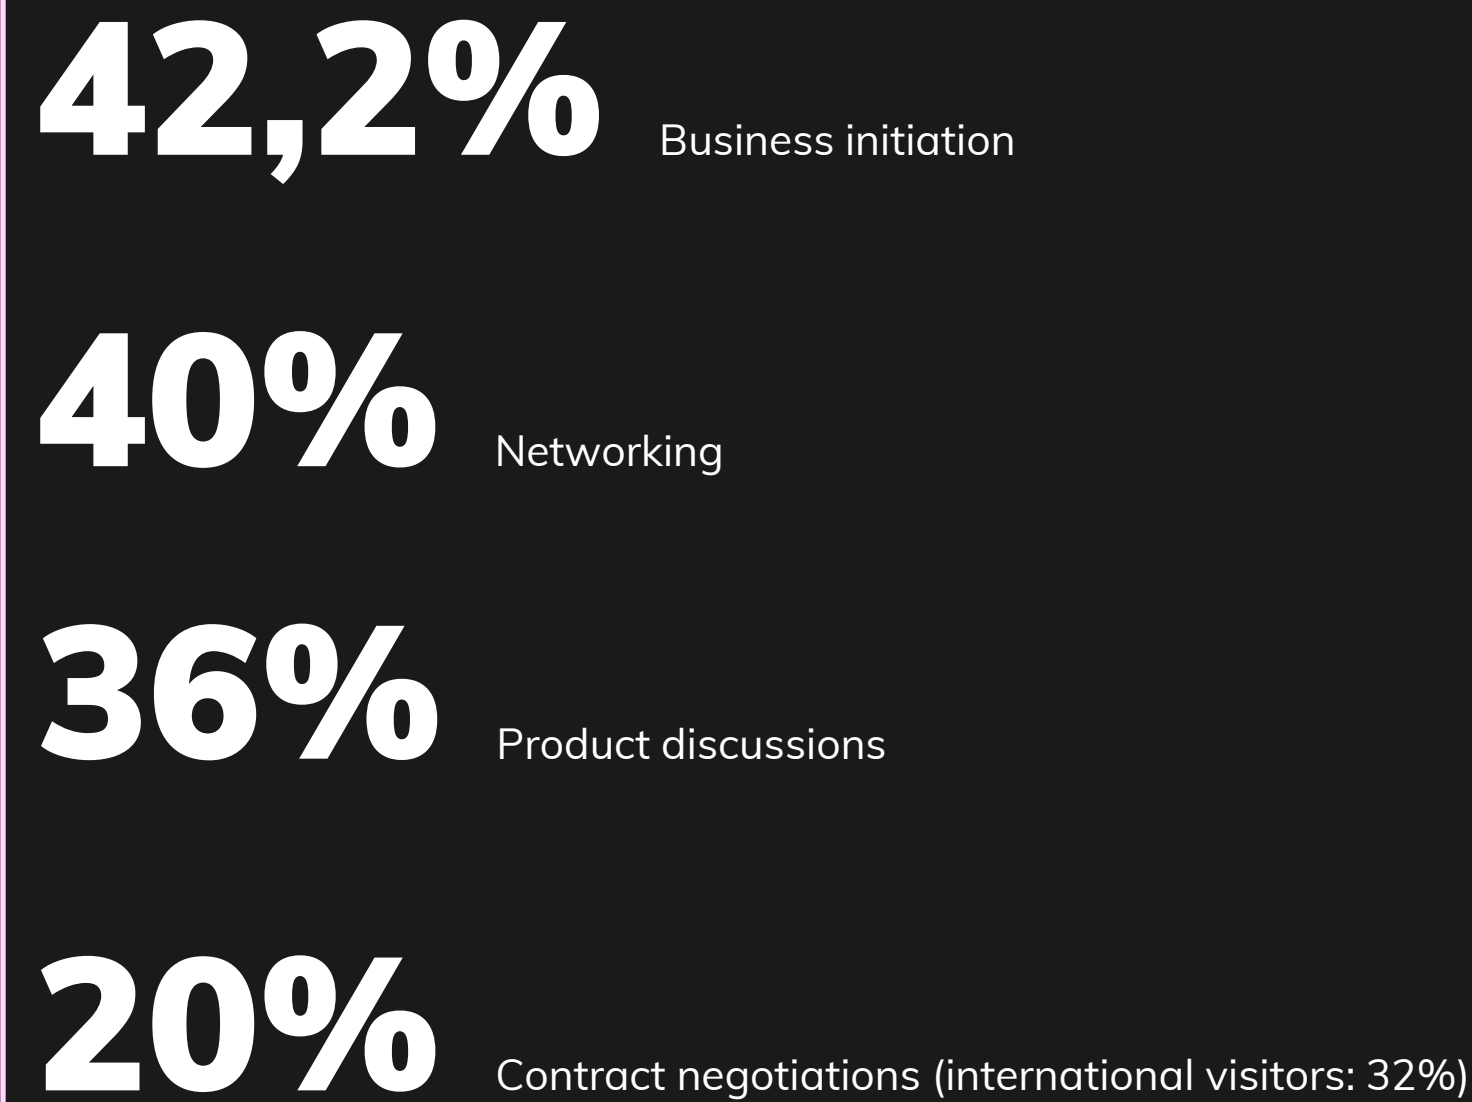 42,2% Business initiation
40% Networking
36% Product discussions
20% Contract negotiations (international visitors: 32%)